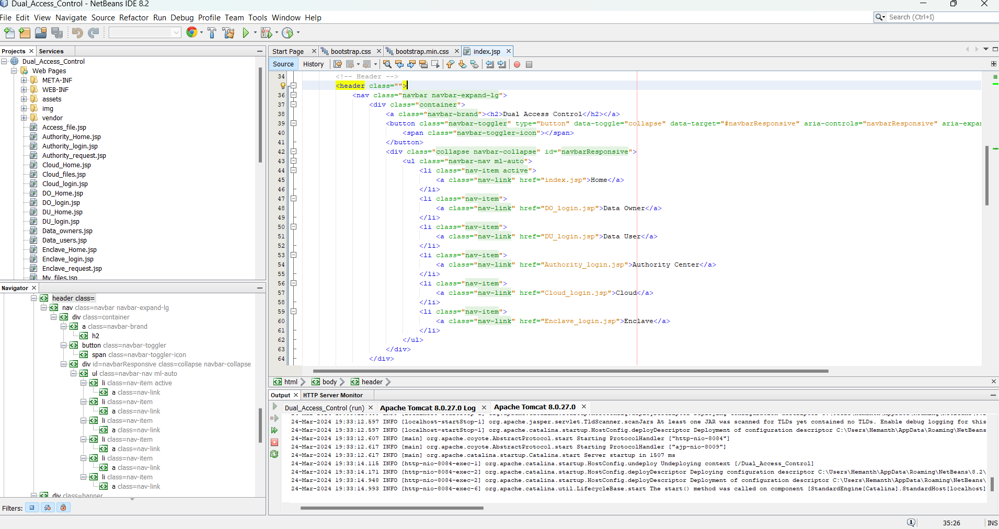 Dual_Access_Control - NetBeans IDE 8.2
File Edit View Navigate Source Refactor Run Debug Profile Team Tools Window Help
Search (Ctrl+I)
Projects
Services
Dual_Access_Control
Web Pages
META-INF
WEB-INF
assets
img
vendor
Access_file.jsp
Authority_Home.jsp
Authority_login.jsp
Authority_request.jsp
Cloud_Home.jsp
Cloud_files.jsp
Cloud_login.jsp
DO_Home.jsp
DO_login.jsp
DU_Home.jsp
DU_login.jsp
Data_owners.jsp
Data_users.jsp
Enclave_Home.jsp
Enclave_login.jsp
Enclave_request.jsp
My_files.jsp
Navigator
header class=
nav class=navbar navbar-expand-lg
div class=container
a class=navbar-brand
h2
button class=navbar-toggler
span class=navbar-toggler-icon
div id=navbarResponsive class=collapse navbar-collapse
ul class=navbar-nav ml-auto
li class=nav-item active
a class=nav-link
li class=nav-item
a class=nav-link
li class=nav-item
a class=nav-link
li class=nav-item
a class=nav-link
li class=nav-item
a class=nav-link
li class=nav-item
a class=nav-link
div class=banner
Filters:
Start Page
bootstrap.css
bootstrap.min.css
index.jsp
Source History
34 <!-- Header -->
<header class="">
36 <nav class="navbar navbar-expand-lg">
37 <div class="container">
38 <a class="navbar-brand"><h2>Dual Access Control</h2></a>
39 <button class="navbar-toggler" type="button" data-toggle="collapse" data-target="#navbarResponsive" aria-controls="navbarResponsive" aria-expa
40 <span class="navbar-toggler-icon"></span>
41 </button>
42 <div class="collapse navbar-collapse" id="navbarResponsive">
43 <ul class="navbar-nav ml-auto">
44 <li class="nav-item active">
45 <a class="nav-link" href="index.jsp">Home</a>
46 </li>
47 <li class="nav-item">
48 <a class="nav-link" href="DO_login.jsp">Data Owner</a>
49 </li>
50 <li class="nav-item">
51 <a class="nav-link" href="DU_login.jsp">Data User</a>
52 </li>
53 <li class="nav-item">
54 <a class="nav-link" href="Authority_login.jsp">Authority Center</a>
55 </li>
56 <li class="nav-item">
57 <a class="nav-link" href="Cloud_login.jsp">Cloud</a>
58 </li>
59 <li class="nav-item">
60 <a class="nav-link" href="Enclave_login.jsp">Enclave</a>
61 </li>
62 </ul>
63 </div>
64 </div>
html body header
Output
HTTP Server Monitor
Dual_Access_Control (run)
Apache Tomcat 8.0.27.0 Log
Apache Tomcat 8.0.27.0
24-Mar-2024 19:33:12.597 INFO [localhost-startStop-1] org.apache.jasper.servlet.TldScanner.scanJars At least one JAR was scanned for TLDs yet contained no TLDs. Enable debug logging for this
24-Mar-2024 19:33:12.597 INFO [localhost-startStop-1] org.apache.catalina.startup.HostConfig.deployDescriptor Deployment of configuration descriptor C:\Users\Hemanth\AppData\Roaming\NetBeans
24-Mar-2024 19:33:12.607 INFO [main] org.apache.coyote.AbstractProtocol.start Starting ProtocolHandler ["http-nio-8084"]
24-Mar-2024 19:33:12.617 INFO [main] org.apache.coyote.AbstractProtocol.start Starting ProtocolHandler ["ajp-nio-8009"]
24-Mar-2024 19:33:12.617 INFO [main] org.apache.catalina.startup.Catalina.start Server startup in 1507 ms
24-Mar-2024 19:33:14.115 INFO [http-nio-8084-exec-1] org.apache.catalina.startup.HostConfig.undeploy Undeploying context [/Dual_Access_Control]
24-Mar-2024 19:33:14.171 INFO [http-nio-8084-exec-2] org.apache.catalina.startup.HostConfig.deployDescriptor Deploying configuration descriptor C:\Users\Hemanth\AppData\Roaming\NetBeans\8.2\
24-Mar-2024 19:33:14.948 INFO [http-nio-8084-exec-2] org.apache.catalina.startup.HostConfig.deployDescriptor Deployment of configuration descriptor C:\Users\Hemanth\AppData\Roaming\NetBeans\
24-Mar-2024 19:33:14.993 INFO [http-nio-8084-exec-6] org.apache.catalina.util.LifecycleBase.start The start() method was called on component [StandardEngine[Catalina].StandardHost[localhost]
35:26
INS